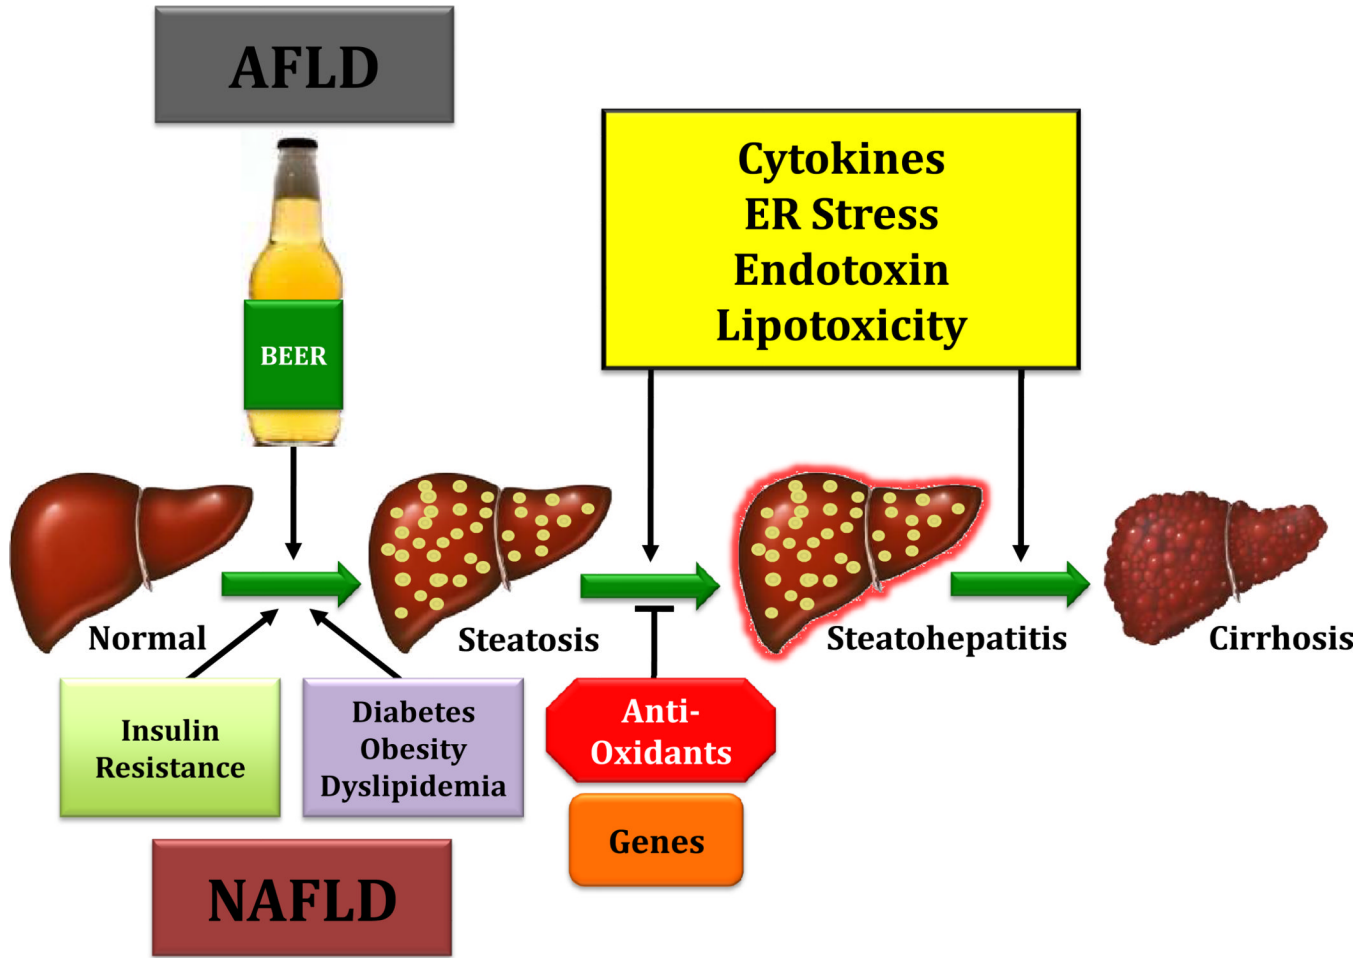 AFLD
Cytokines
ER Stress
Endotoxin
Lipotoxicity
BEER
Normal
Steatosis
Steatohepatitis
Cirrhosis
Insulin
Resistance
Diabetes
Obesity
Dyslipidemia
Anti-
Oxidants
Genes
NAFLD